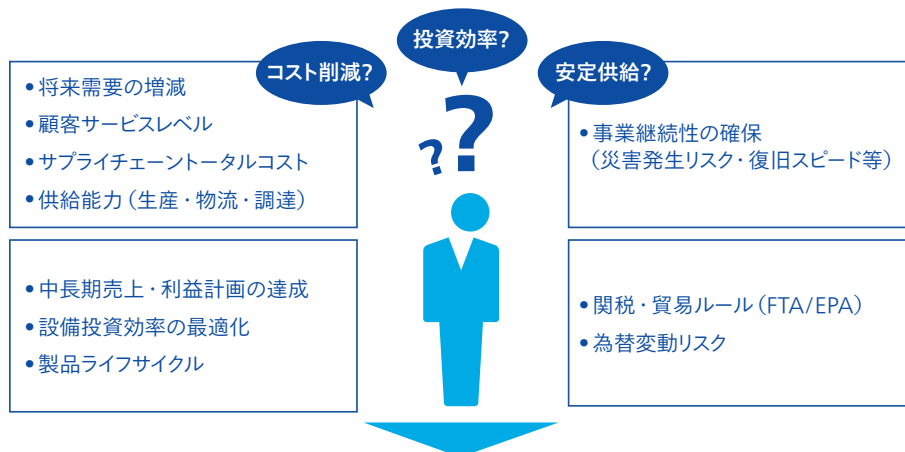 投資効率?
コスト削減?
安定供給?
? ?
• 将来需要の増減
• 顧客サービスレベル
• サプライチェーントータルコスト
• 供給能力（生産・物流・調達）
• 事業継続性の確保
（災害発生リスク・復旧スピード等）
• 中長期売上・利益計画の達成
• 設備投資効率の最適化
• 製品ライフサイクル
• 関税・貿易ルール（FTA/EPA）
• 為替変動リスク